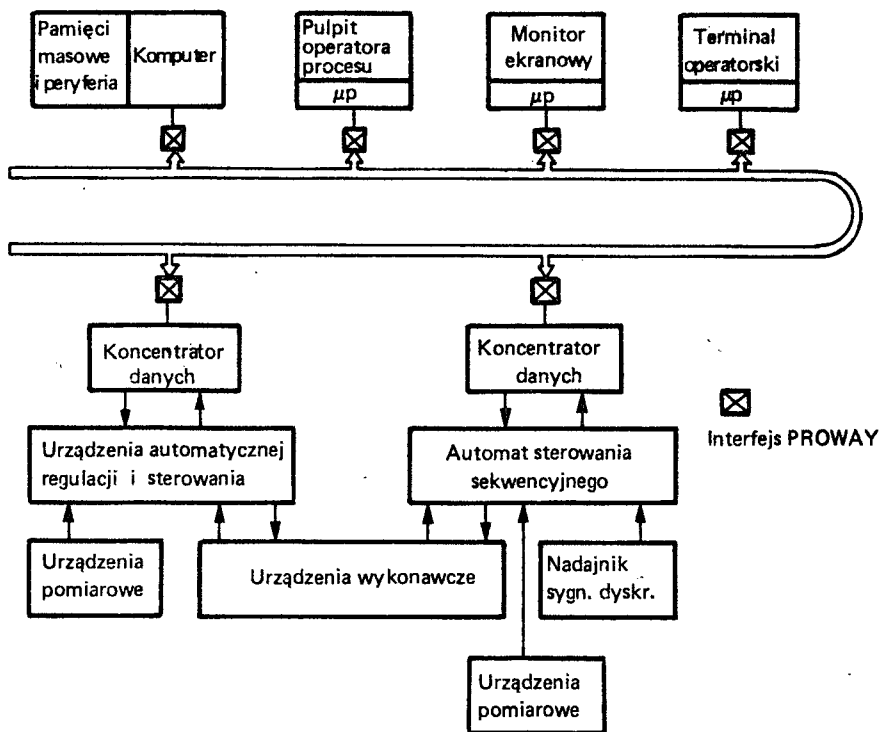 Pamięci
masowe
i peryferia
Komputer
Pulpit
operatora
procesu
μp
Monitor
ekranowy
μp
Terminal
operatorski
μp
Koncentrator
danych
Koncentrator
danych
Interfejs PROWAY
Urządzenia automatycznej
regulacji i sterowania
Automat sterowania
sekwencyjnego
Urządzenia
pomiarowe
Urządzenia wykonawcze
Nadajnik
sygn. dyskr.
Urządzenia
pomiarowe